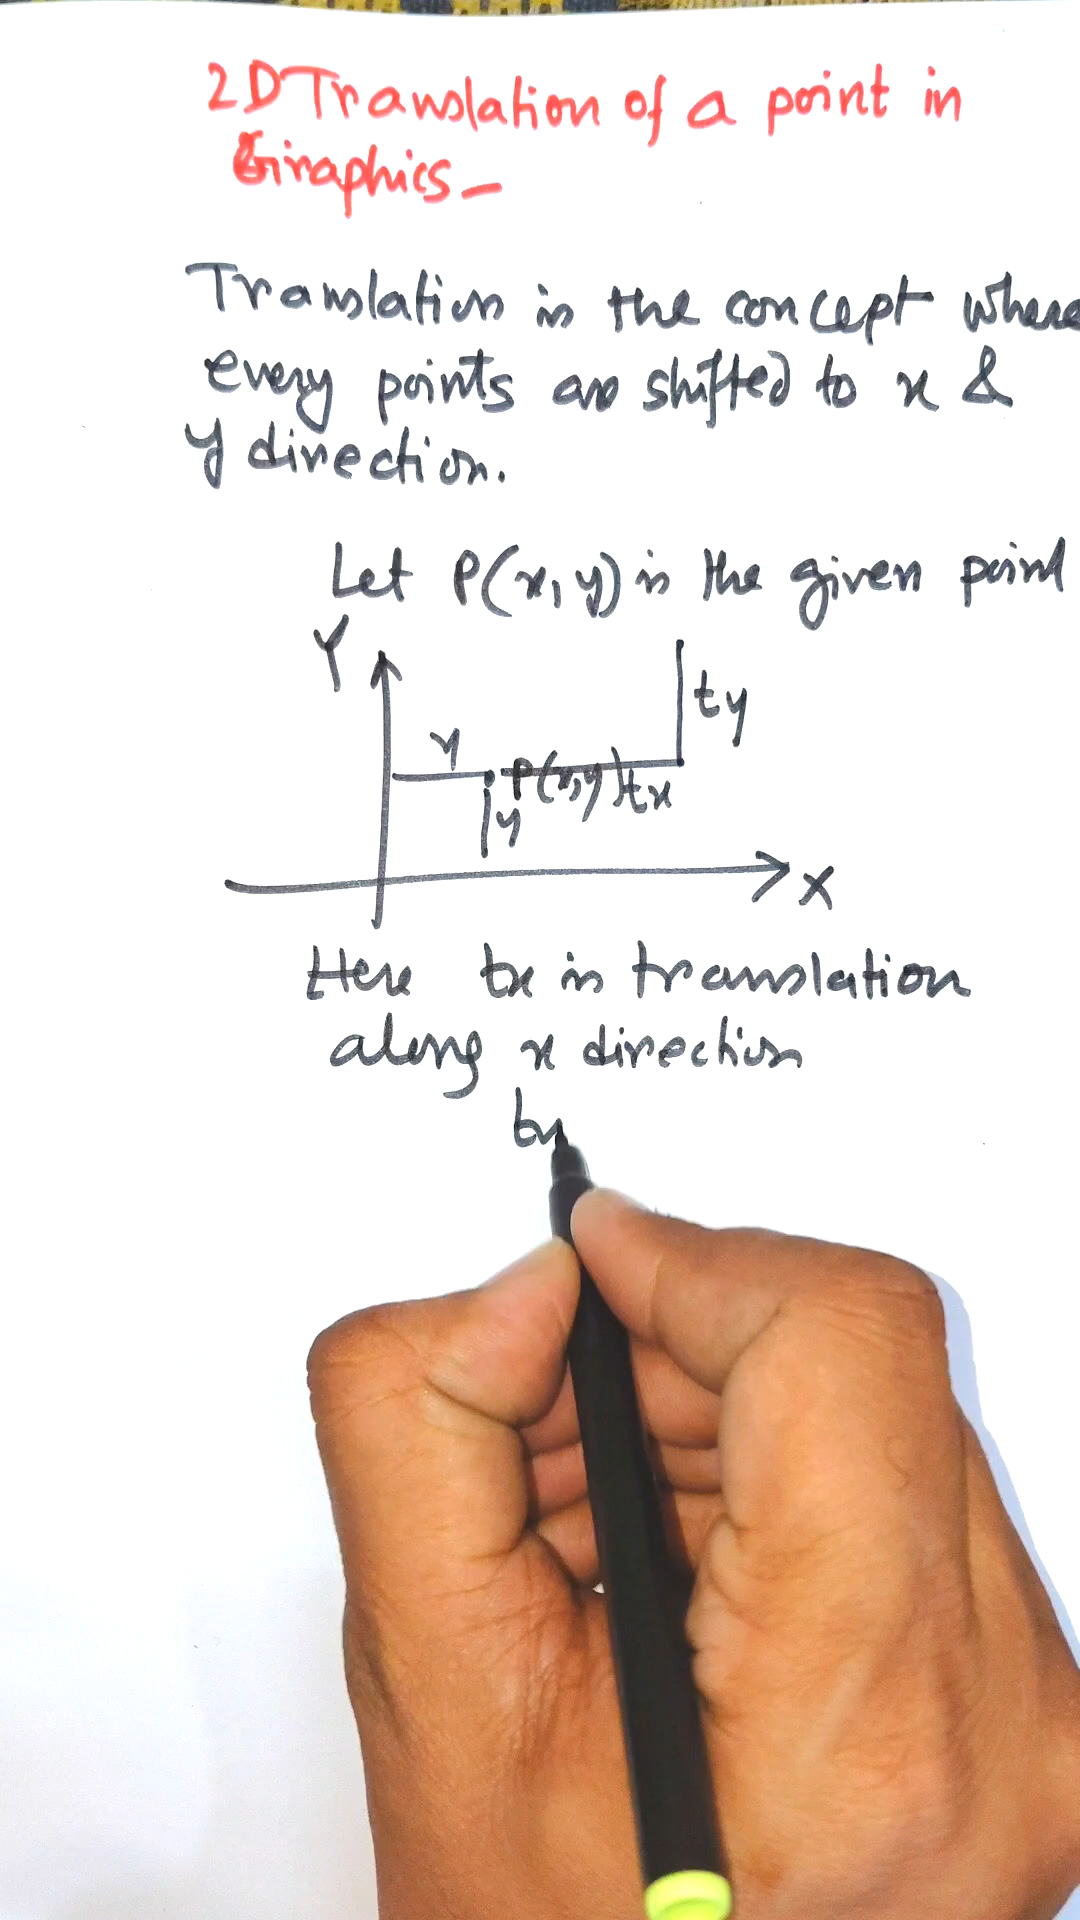 2D Translation of a point in
Graphics -
Translation is the concept where
every points are shifted to x &
y direction.
Let P(x, y) is the given point
Y
ty
x
P(x,y) tx
y
X
Here tx is translation
along x direction